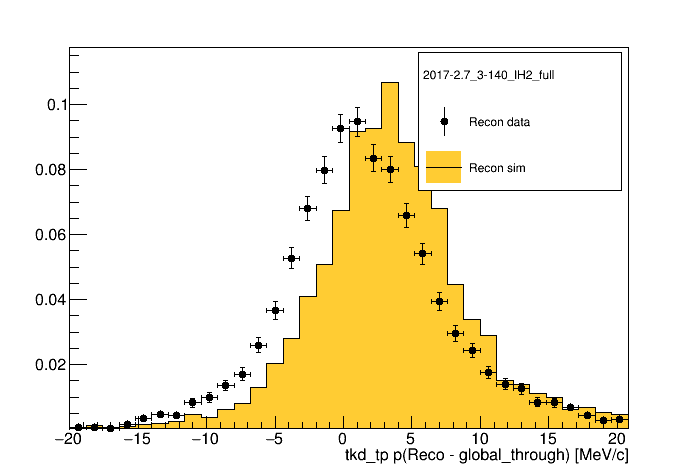 2017-2.7_3-140_IH2_full
Recon data
Recon sim
0.1
0.08
0.06
0.04
0.02
−20 −15 −10 −5 0 5 10 15 20
tkd_tp p(Reco - global_through) [MeV/c]